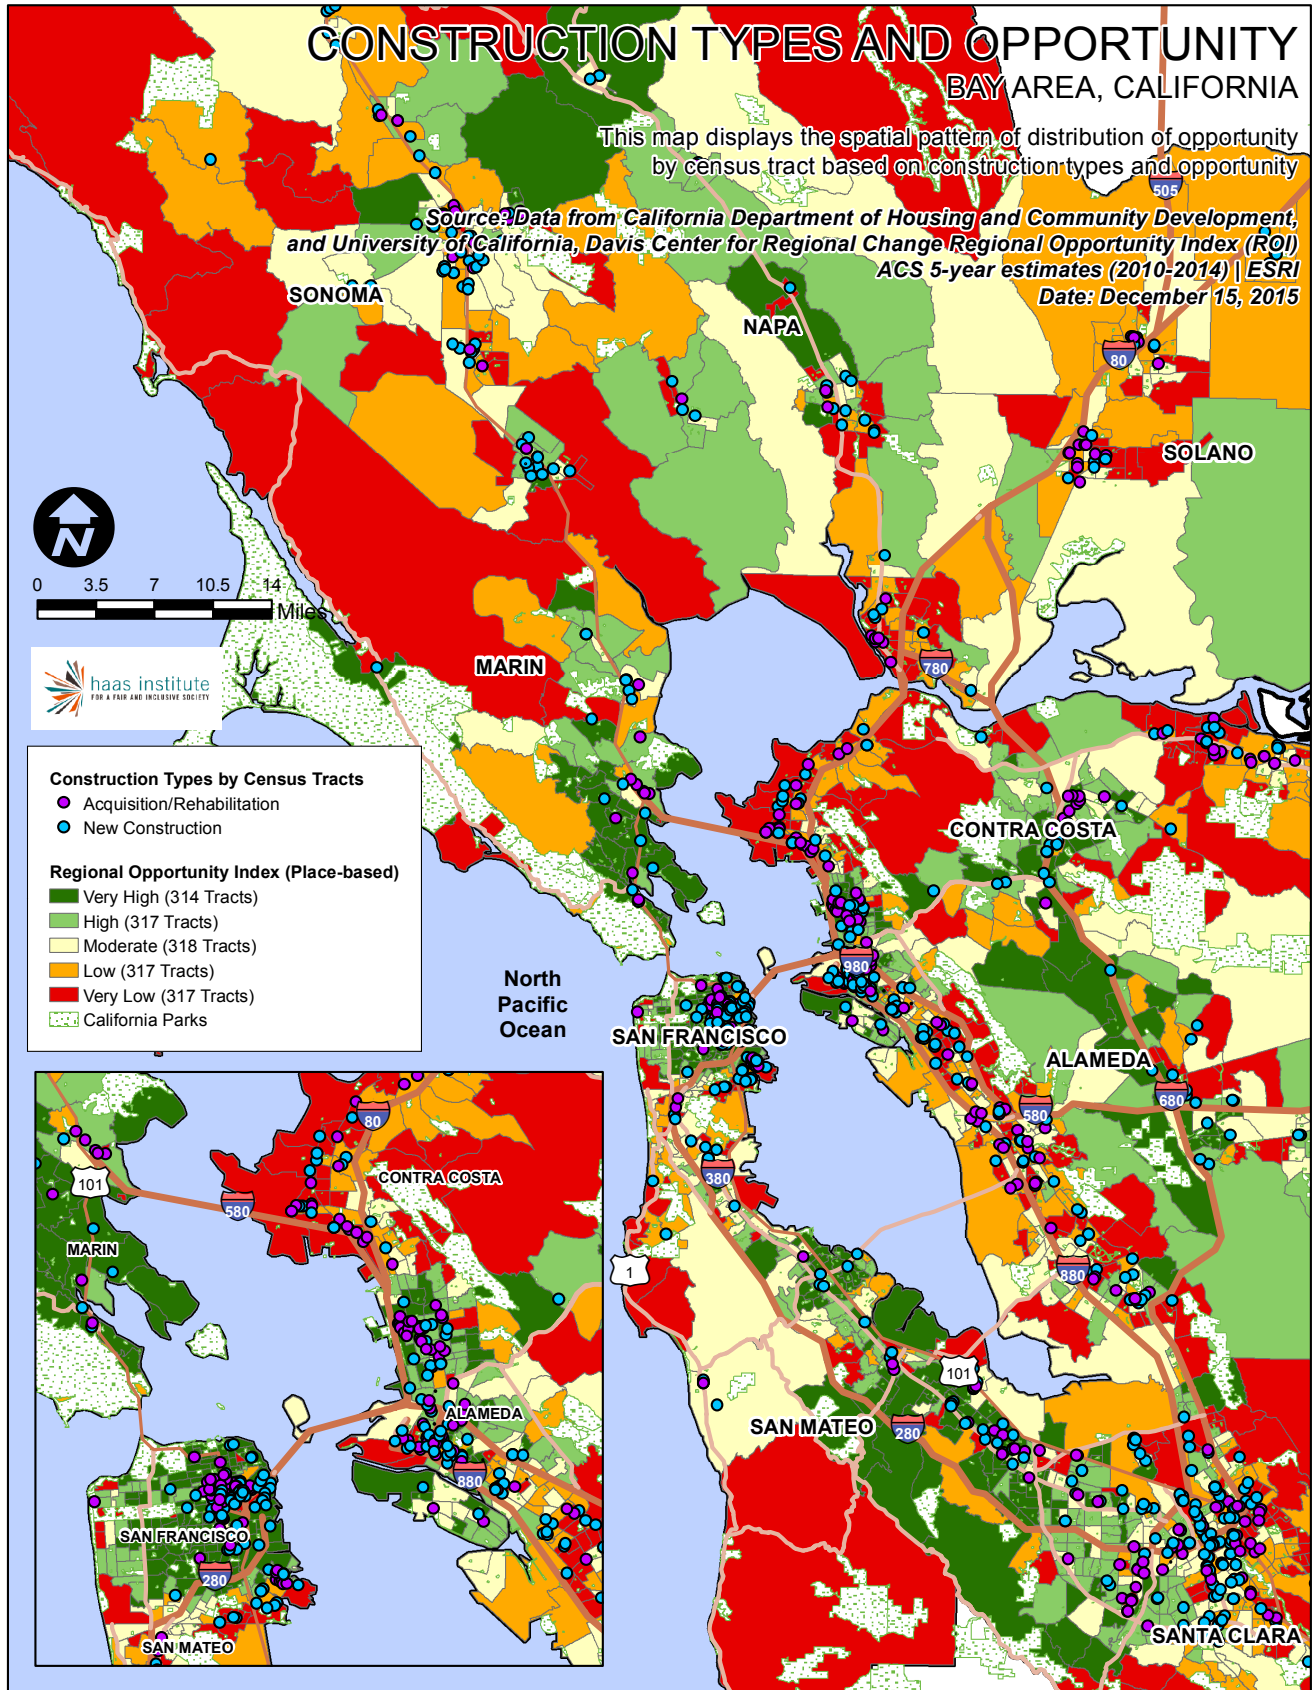 CONSTRUCTION TYPES AND OPPORTUNITY
BAY AREA, CALIFORNIA
This map displays the spatial pattern of distribution of opportunity
by census tract based on construction types and opportunity
505
Source: Data from California Department of Housing and Community Development,
and University of California, Davis Center for Regional Change Regional Opportunity Index (ROI)
ACS 5-year estimates (2010-2014) | ESRI
Date: December 15, 2015
SONOMA
NAPA
80
SOLANO
N
0 3.5 7 10.5 14
Miles
MARIN
780
haas institute
FOR A FAIR AND INCLUSIVE SOCIETY
Construction Types by Census Tracts
Acquisition/Rehabilitation
New Construction
Regional Opportunity Index (Place-based)
Very High (314 Tracts)
High (317 Tracts)
Moderate (318 Tracts)
Low (317 Tracts)
Very Low (317 Tracts)
California Parks
CONTRA COSTA
980
North
Pacific
Ocean
SAN FRANCISCO
ALAMEDA
680
580
380
1
880
101
SAN MATEO
280
SANTA CLARA
80
CONTRA COSTA
101
580
MARIN
ALAMEDA
880
SAN FRANCISCO
280
SAN MATEO